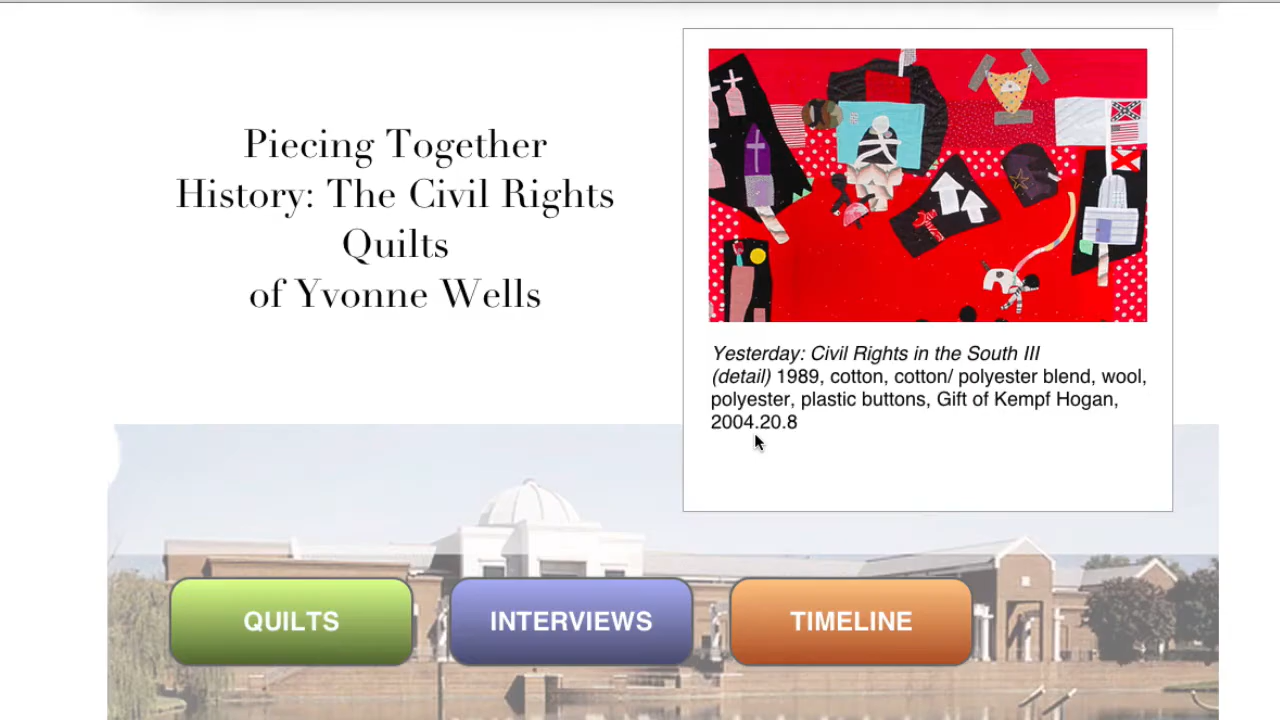 Piecing Together
History: The Civil Rights
Quilts
of Yvonne Wells
Yesterday: Civil Rights in the South III
(detail) 1989, cotton, cotton/ polyester blend, wool,
polyester, plastic buttons, Gift of Kempf Hogan,
2004.20.8
QUILTS
INTERVIEWS
TIMELINE